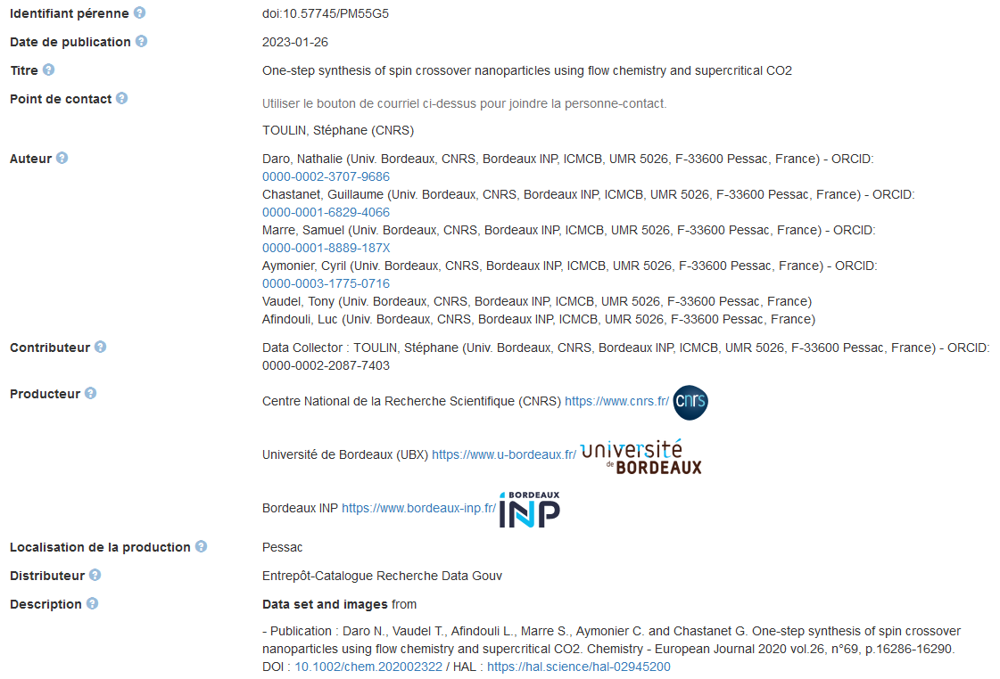 Identifiant pérenne doi:10.57745/PM55G5
Date de publication 2023-01-26
Titre One-step synthesis of spin crossover nanoparticles using flow chemistry and supercritical CO2
Point de contact Utiliser le bouton de courriel ci-dessus pour joindre la personne-contact.
TOULIN, Stéphane (CNRS)
Auteur Daro, Nathalie (Univ. Bordeaux, CNRS, Bordeaux INP, ICMCB, UMR 5026, F-33600 Pessac, France) - ORCID:
0000-0002-3707-9686
Chastanet, Guillaume (Univ. Bordeaux, CNRS, Bordeaux INP, ICMCB, UMR 5026, F-33600 Pessac, France) - ORCID:
0000-0001-6829-4066
Marre, Samuel (Univ. Bordeaux, CNRS, Bordeaux INP, ICMCB, UMR 5026, F-33600 Pessac, France) - ORCID:
0000-0001-8889-187X
Aymonier, Cyril (Univ. Bordeaux, CNRS, Bordeaux INP, ICMCB, UMR 5026, F-33600 Pessac, France) - ORCID:
0000-0003-1775-0716
Vaudel, Tony (Univ. Bordeaux, CNRS, Bordeaux INP, ICMCB, UMR 5026, F-33600 Pessac, France)
Afindouli, Luc (Univ. Bordeaux, CNRS, Bordeaux INP, ICMCB, UMR 5026, F-33600 Pessac, France)
Contributeur Data Collector : TOULIN, Stéphane (Univ. Bordeaux, CNRS, Bordeaux INP, ICMCB, UMR 5026, F-33600 Pessac, France) - ORCID:
0000-0002-2087-7403
Producteur Centre National de la Recherche Scientifique (CNRS) https://www.cnrs.fr/ cnrs
Université de Bordeaux (UBX) https://www.u-bordeaux.fr/ université de BORDEAUX
Bordeaux INP https://www.bordeaux-inp.fr/ BORDEAUX INP
Localisation de la production Pessac
Distributeur Entrepôt-Catalogue Recherche Data Gouv
Description Data set and images from
- Publication : Daro N., Vaudel T., Afindouli L., Marre S., Aymonier C. and Chastanet G. One-step synthesis of spin crossover
nanoparticles using flow chemistry and supercritical CO2. Chemistry - European Journal 2020 vol.26, n°69, p.16286-16290.
DOI : 10.1002/chem.202002322 / HAL : https://hal.science/hal-02945200